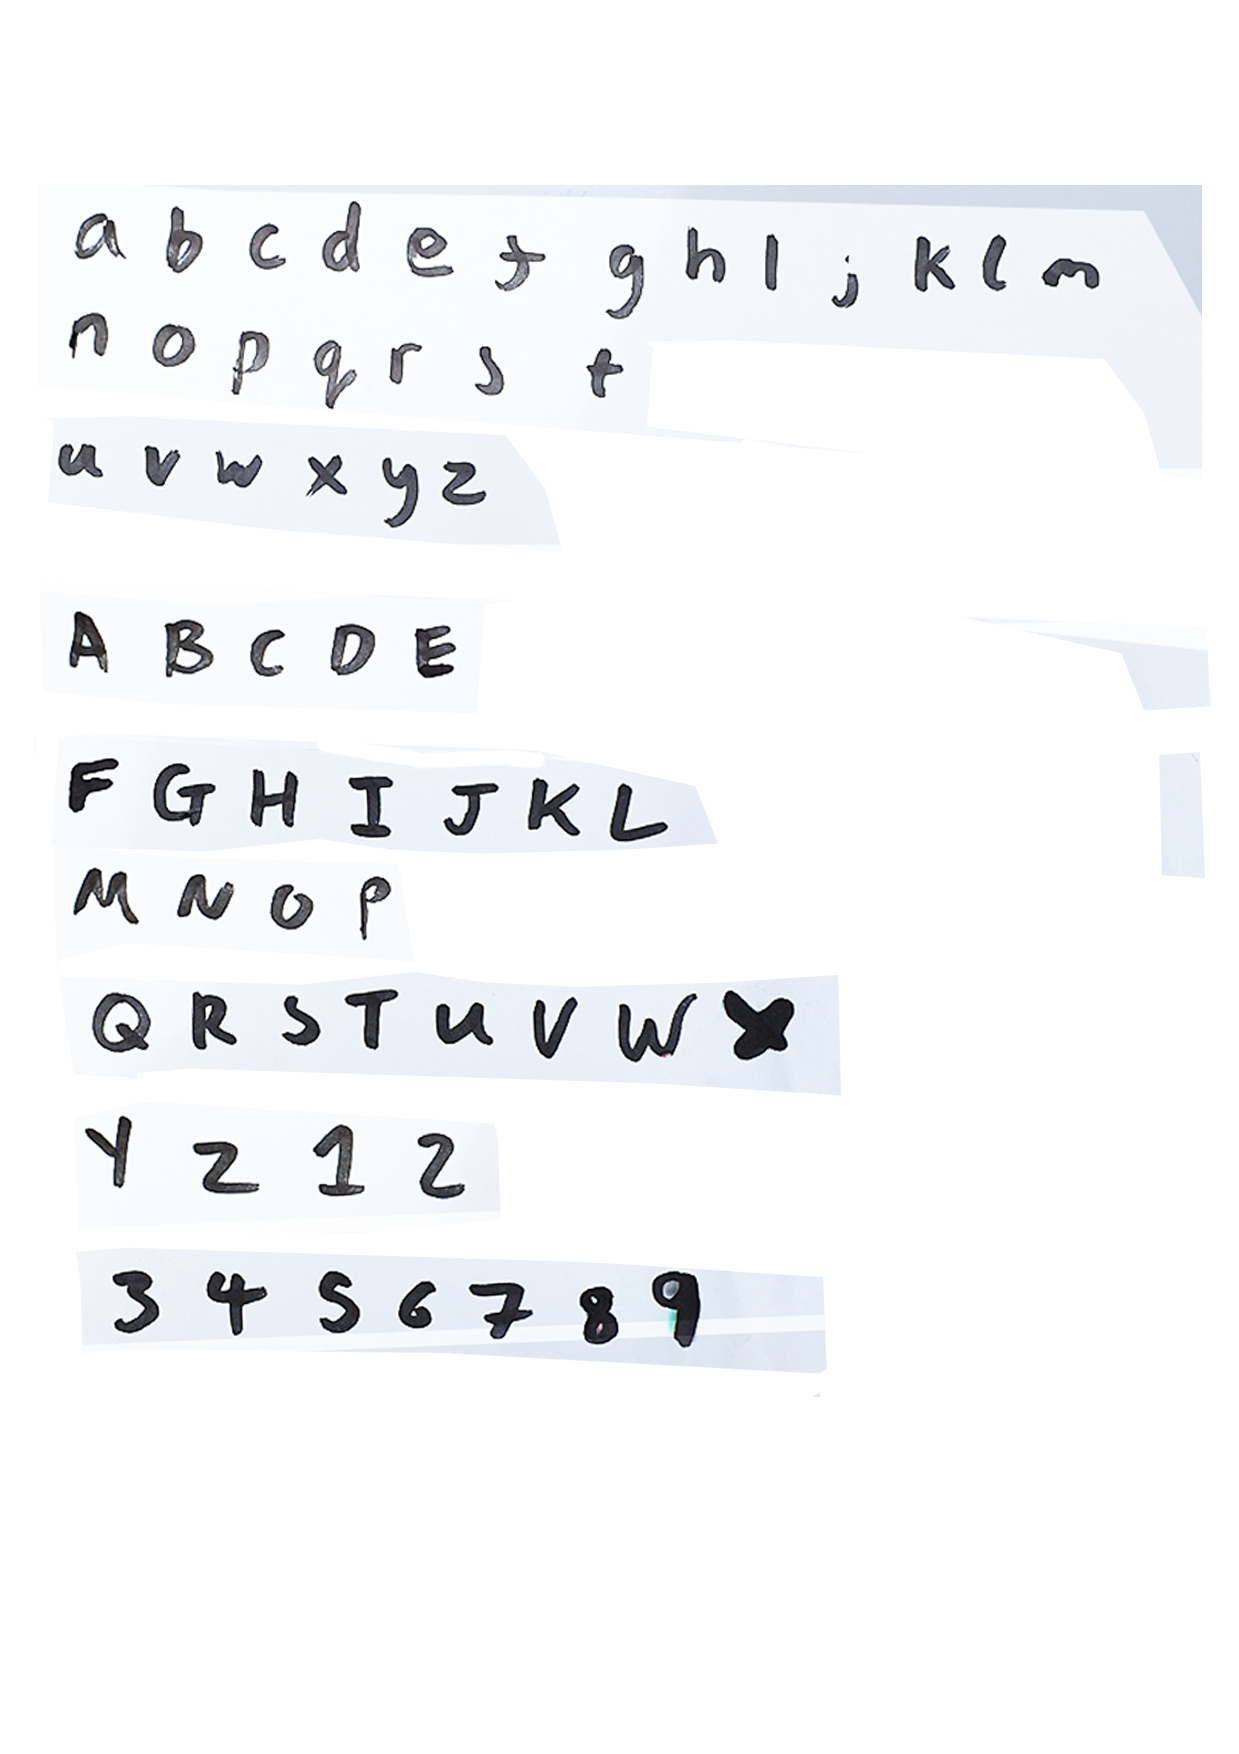 a b c d e f g h l j k l m
n o p q r s t
u v w x y z
A B C D E
F G H I J K L
M N O P
Q R S T U V W X
Y Z 1 2
3 4 5 6 7 8 9